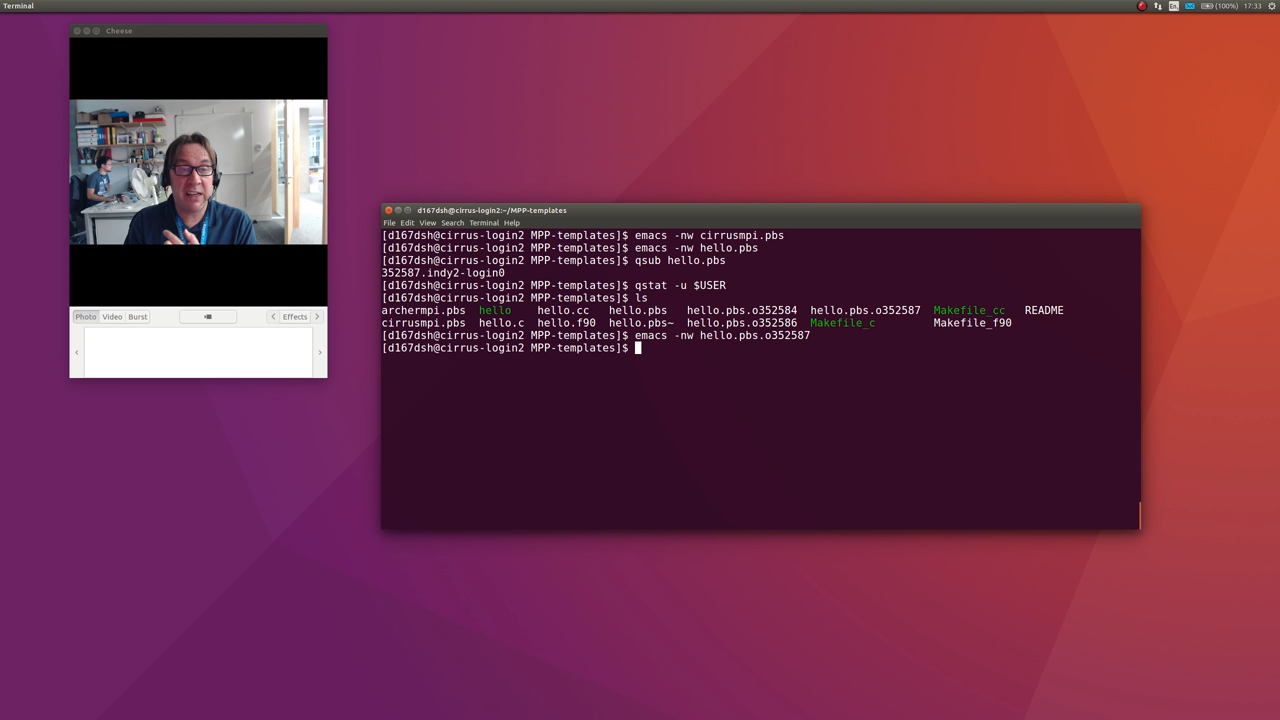 Terminal
En
(100%)
17:33
Cheese
Photo Video Burst
Effects
d167dsh@cirrus-login2:~/MPP-templates
File Edit View Search Terminal Help
[d167dsh@cirrus-login2 MPP-templates]$ emacs -nw cirrusmpi.pbs
[d167dsh@cirrus-login2 MPP-templates]$ emacs -nw hello.pbs
[d167dsh@cirrus-login2 MPP-templates]$ qsub hello.pbs
352587.indy2-login0
[d167dsh@cirrus-login2 MPP-templates]$ qstat -u $USER
[d167dsh@cirrus-login2 MPP-templates]$ ls
archermpi.pbs hello hello.cc hello.pbs hello.pbs.o352584 hello.pbs.o352587 Makefile_cc README
cirrusmpi.pbs hello.c hello.f90 hello.pbs~ hello.pbs.o352586 Makefile_c Makefile_f90
[d167dsh@cirrus-login2 MPP-templates]$ emacs -nw hello.pbs.o352587
[d167dsh@cirrus-login2 MPP-templates]$